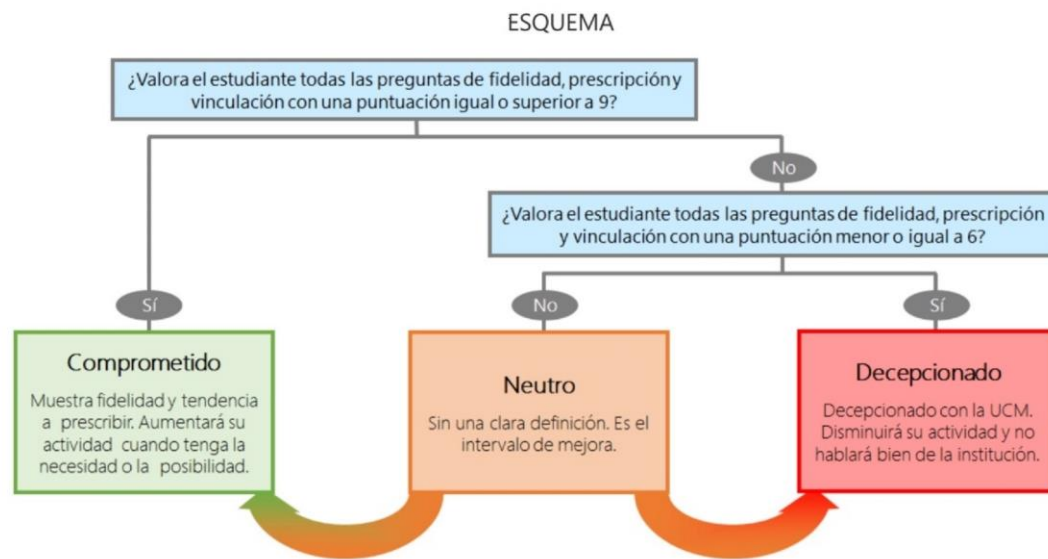 ESQUEMA
¿Valora el estudiante todas las preguntas de fidelidad, prescripción y
vinculación con una puntuación igual o superior a 9?
No
¿Valora el estudiante todas las preguntas de fidelidad, prescripción
y vinculación con una puntuación menor o igual a 6?
Sí
No
Sí
Comprometido
Muestra fidelidad y tendencia
a prescribir. Aumentará su
actividad cuando tenga la
necesidad o la posibilidad.
Neutro
Sin una clara definición. Es el
intervalo de mejora.
Decepcionado
Decepcionado con la UCM.
Disminuirá su actividad y no
hablará bien de la institución.